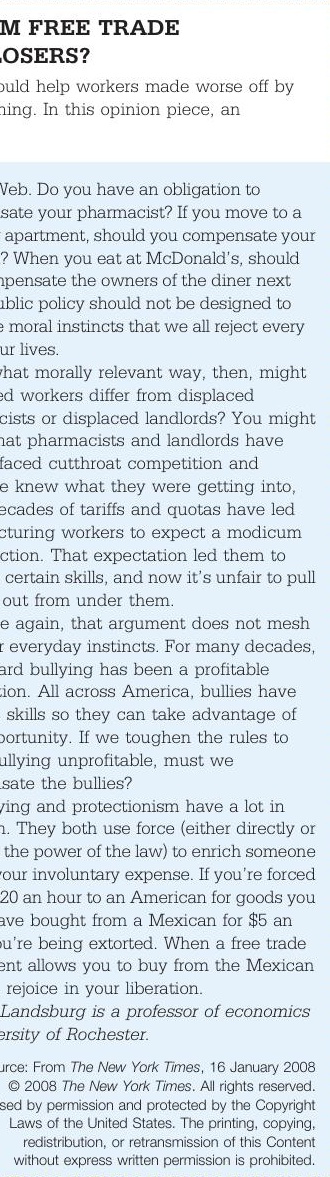 M FREE TRADE
LOSERS?
ould help workers made worse off by
ning. In this opinion piece, an
Web. Do you have an obligation to
sate your pharmacist? If you move to a
r apartment, should you compensate your
? When you eat at McDonald's, should
mpensate the owners of the diner next
ublic policy should not be designed to
e moral instincts that we all reject every
ur lives.
what morally relevant way, then, might
ed workers differ from displaced
cists or displaced landlords? You might
hat pharmacists and landlords have
faced cutthroat competition and
e knew what they were getting into,
ecades of tariffs and quotas have led
cturing workers to expect a modicum
ction. That expectation led them to
certain skills, and now it's unfair to pull
out from under them.
e again, that argument does not mesh
r everyday instincts. For many decades,
ard bullying has been a profitable
tion. All across America, bullies have
skills so they can take advantage of
portunity. If we toughen the rules to
ullying unprofitable, must we
sate the bullies?
ying and protectionism have a lot in
n. They both use force (either directly or
the power of the law) to enrich someone
your involuntary expense. If you're forced
20 an hour to an American for goods you
ave bought from a Mexican for $5 an
ou're being extorted. When a free trade
ent allows you to buy from the Mexican
rejoice in your liberation.
Landsburg is a professor of economics
ersity of Rochester.
urce: From The New York Times, 16 January 2008
© 2008 The New York Times. All rights reserved.
sed by permission and protected by the Copyright
Laws of the United States. The printing, copying,
redistribution, or retransmission of this Content
without express written permission is prohibited.